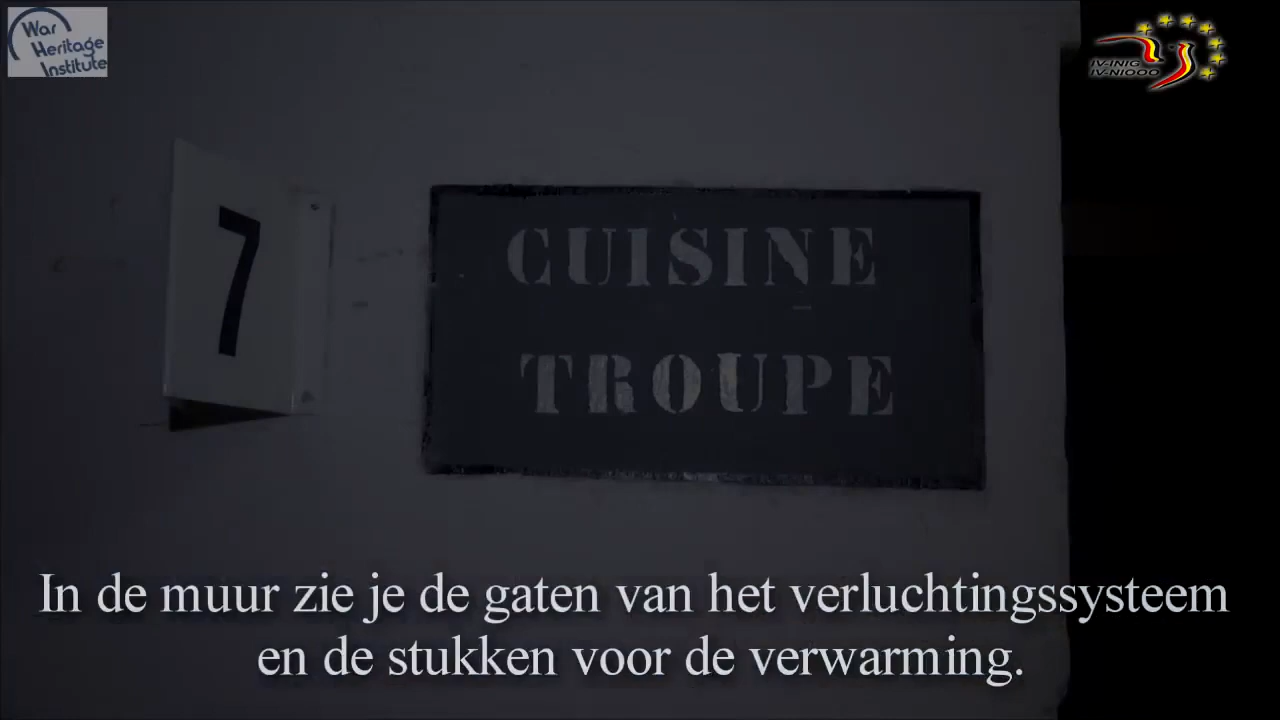 War
Heritage
Institute
IV-INIG
IV-NIOOO
7
CUISINE
TROUPE
In de muur zie je de gaten van het verluchtingssysteem
en de stukken voor de verwarming.